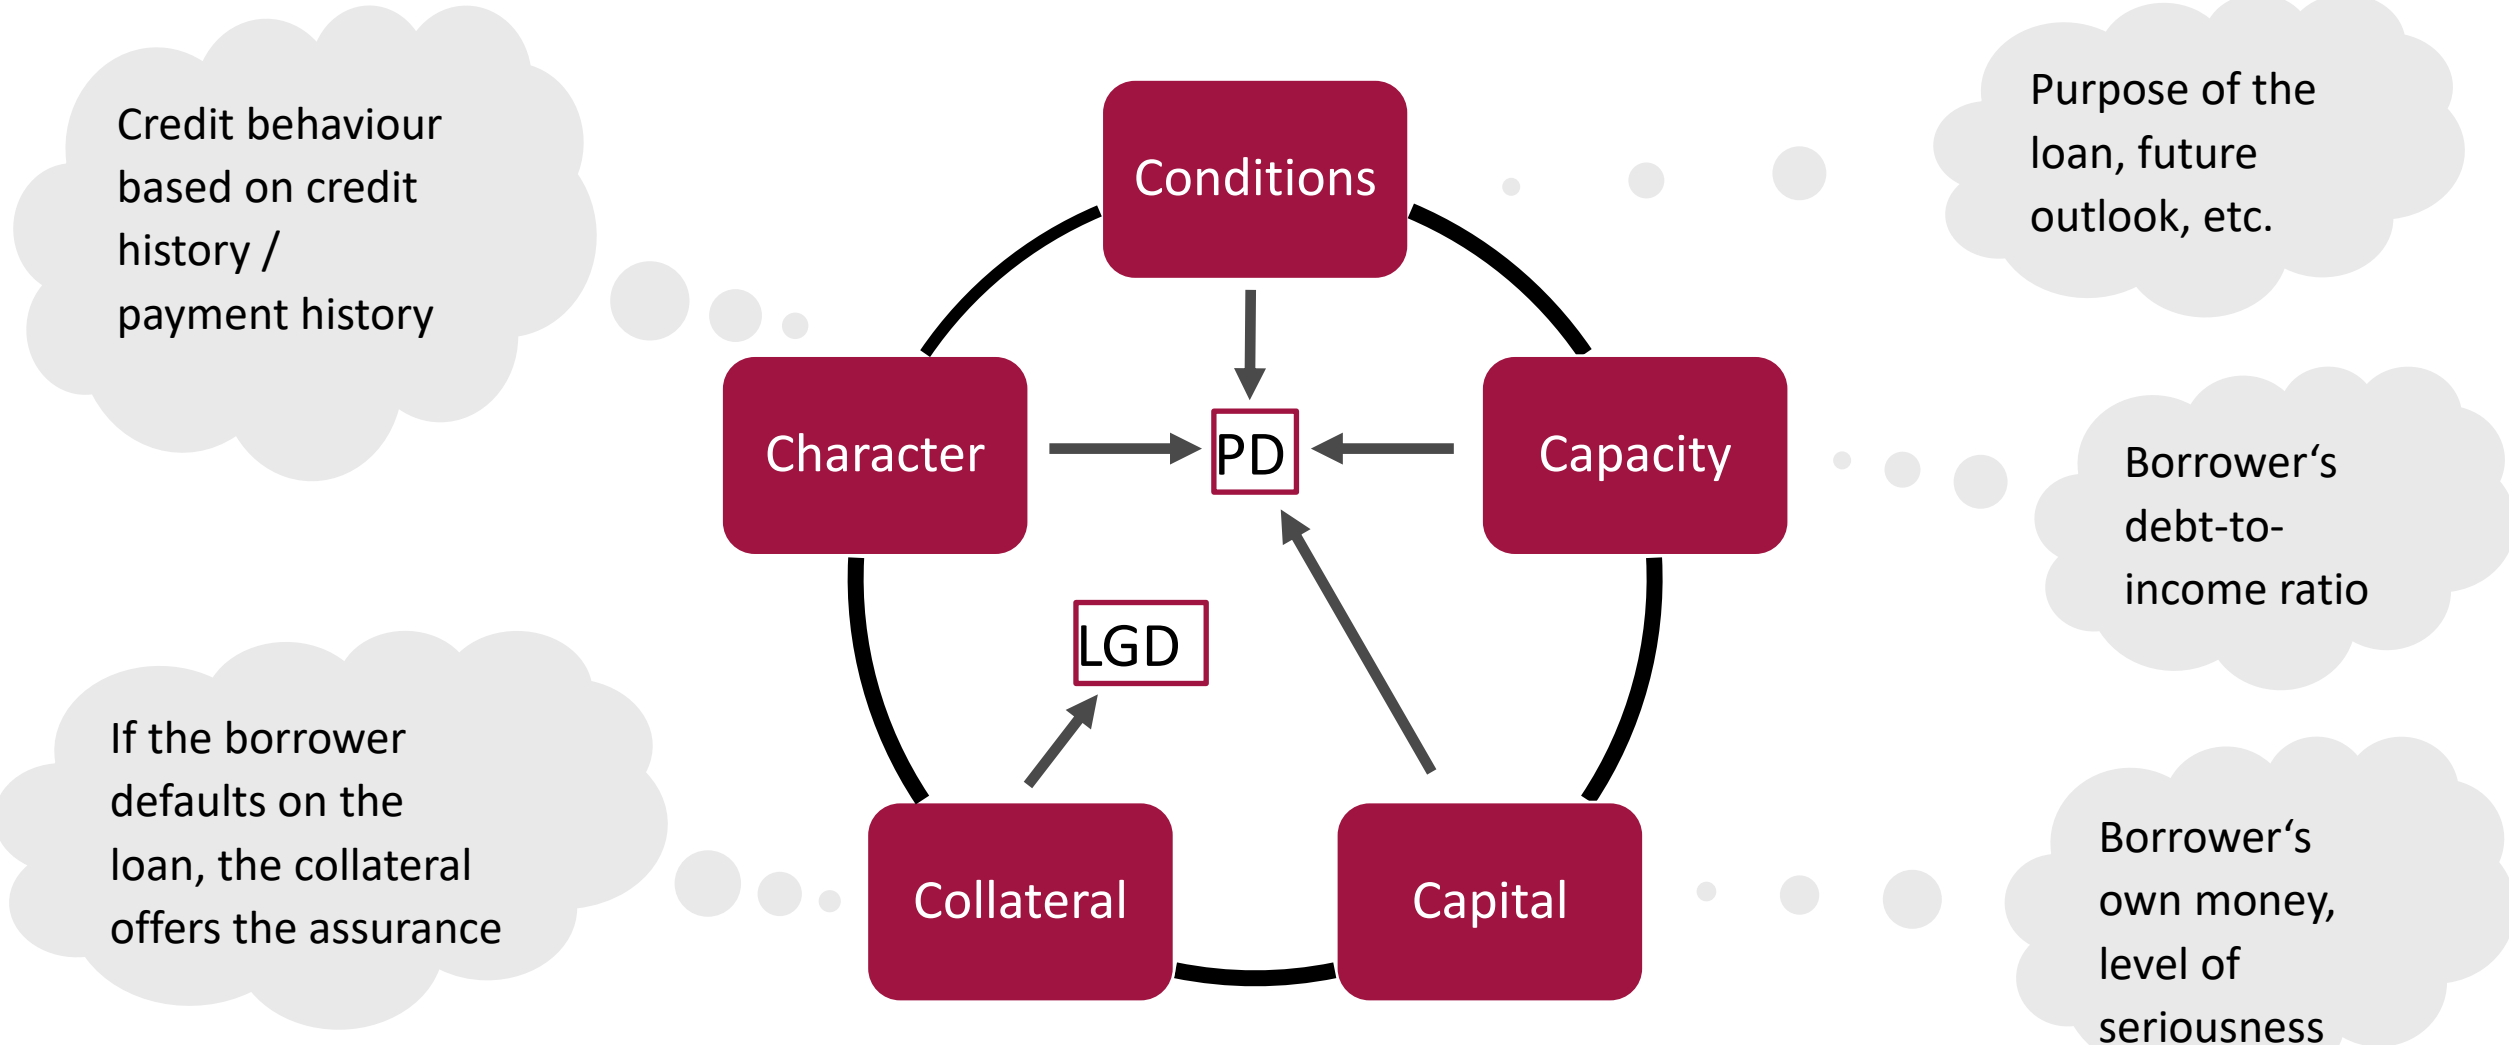 Credit behaviour
based on credit
history /
payment history
Conditions
Purpose of the
loan, future
outlook, etc.
Character
PD
Capacity
Borrower‘s
debt-to-
income ratio
LGD
If the borrower
defaults on the
loan, the collateral
offers the assurance
Collateral
Capital
Borrower‘s
own money,
level of
seriousness